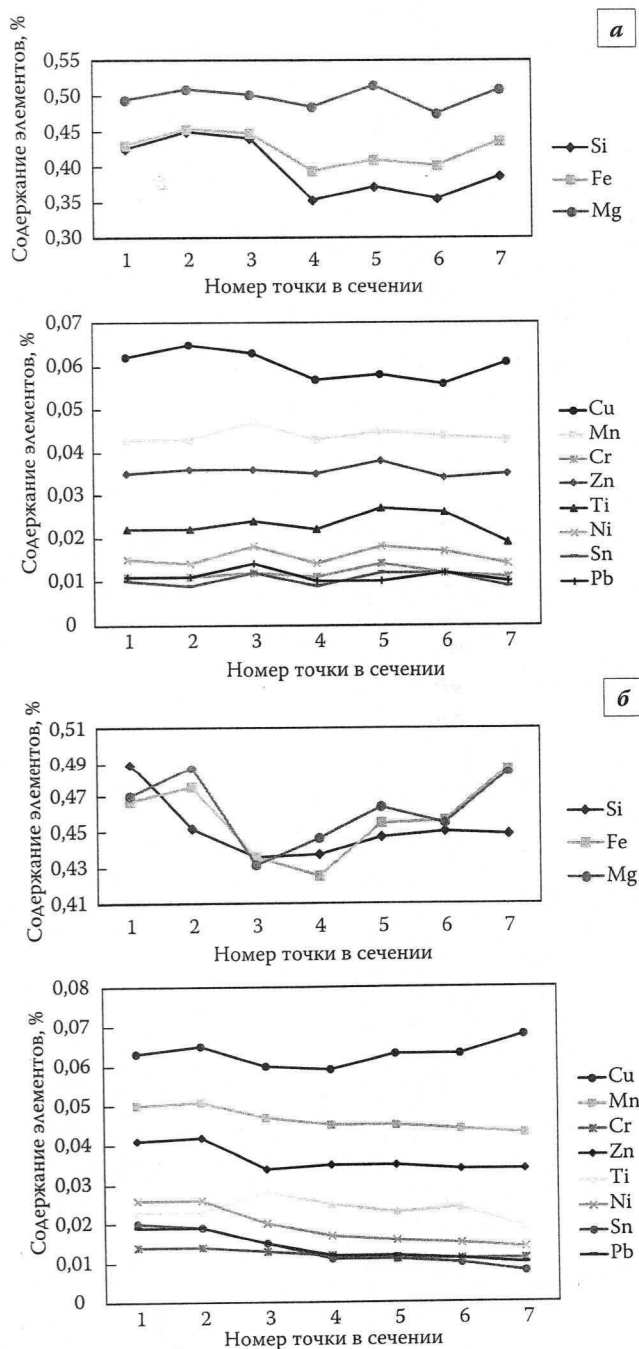 а
Содержание элементов, %
0,55
0,50
0,45
0,40
0,35
0,30
1 2 3 4 5 6 7
Номер точки в сечении
Si
Fe
Mg
Содержание элементов, %
0,07
0,06
0,05
0,04
0,03
0,02
0,01
0
1 2 3 4 5 6 7
Номер точки в сечении
Cu
Mn
Cr
Zn
Ti
Ni
Sn
Pb
б
Содержание элементов, %
0,51
0,49
0,47
0,45
0,43
0,41
1 2 3 4 5 6 7
Номер точки в сечении
Si
Fe
Mg
Содержание элементов, %
0,08
0,07
0,06
0,05
0,04
0,03
0,02
0,01
0
1 2 3 4 5 6 7
Номер точки в сечении
Cu
Mn
Cr
Zn
Ti
Ni
Sn
Pb